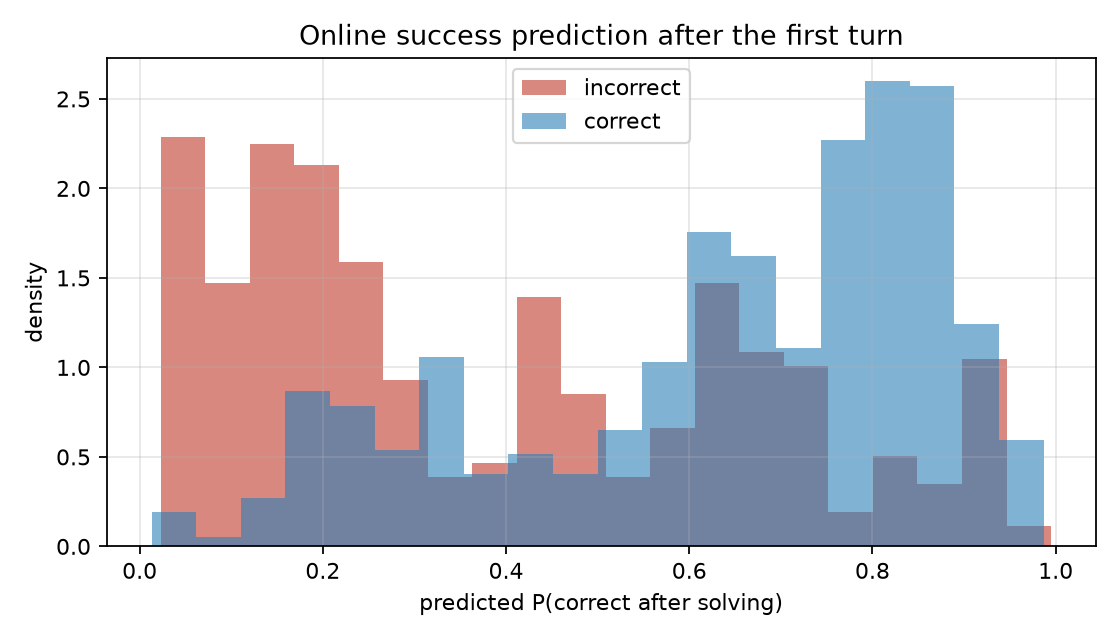 Online success prediction after the first turn
incorrect
correct
density
2.5
2.0
1.5
1.0
0.5
0.0
0.0 0.2 0.4 0.6 0.8 1.0
predicted P(correct after solving)